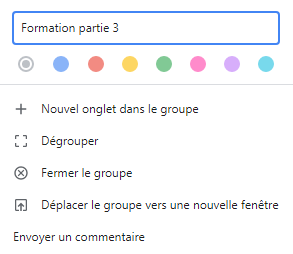 Formation partie 3
Nouvel onglet dans le groupe
Dégrouper
Fermer le groupe
Déplacer le groupe vers une nouvelle fenêtre
Envoyer un commentaire